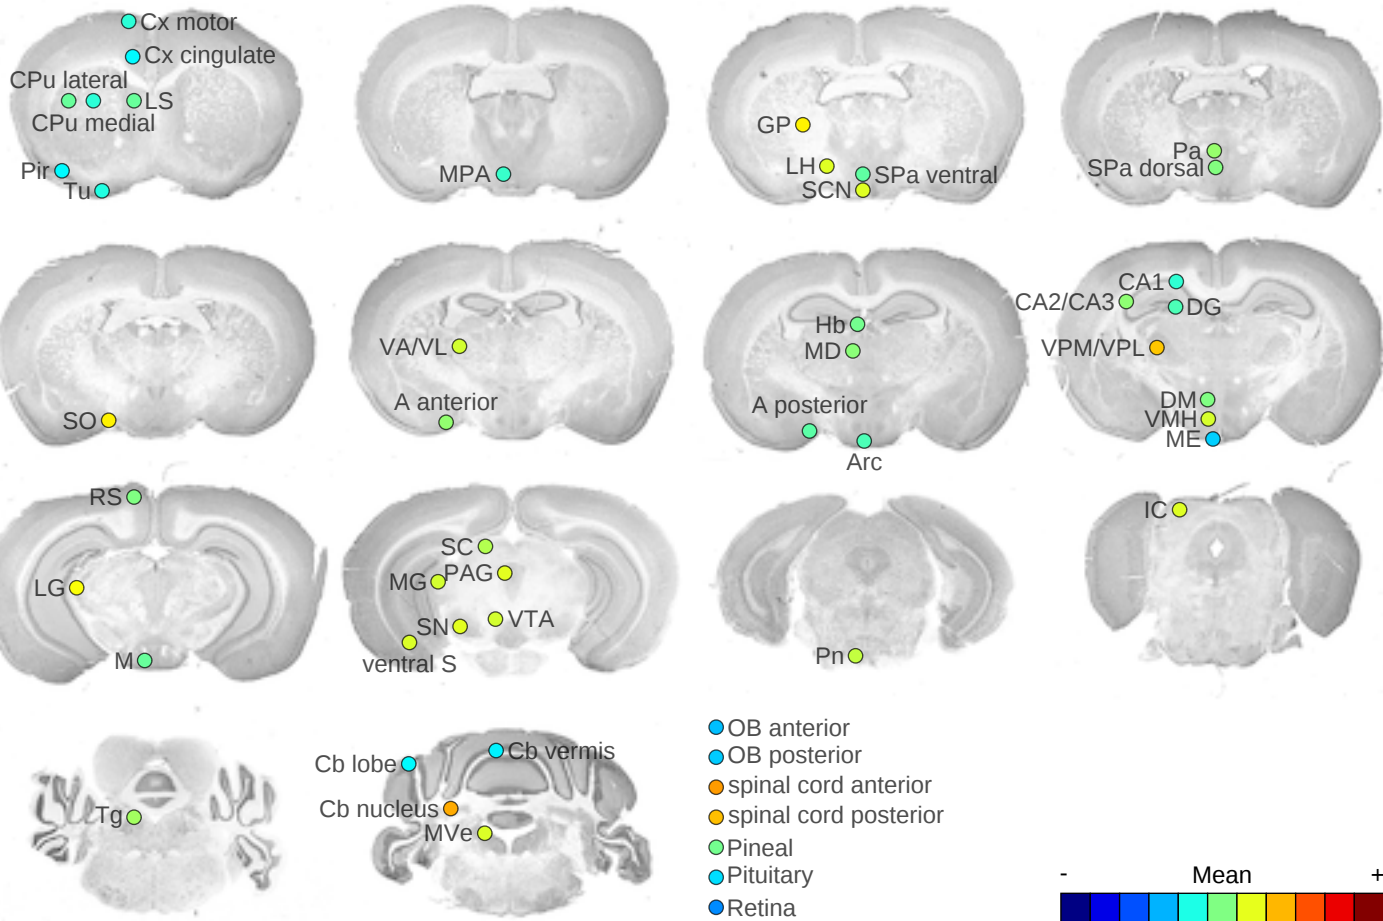 Cx motor
Cx cingulate
CPu lateral
LS
CPu medial
Pir
Tu
MPA
GP
LH
SPa ventral
SCN
Pa
SPa dorsal
SO
VA/VL
A anterior
Hb
MD
A posterior
Arc
CA1
CA2/CA3
DG
VPM/VPL
DM
VMH
ME
RS
LG
M
SC
PAG
MG
VTA
SN
ventral S
Pn
IC
Tg
Cb vermis
Cb lobe
Cb nucleus
MVe
OB anterior
OB posterior
spinal cord anterior
spinal cord posterior
Pineal
Pituitary
Retina
- Mean +